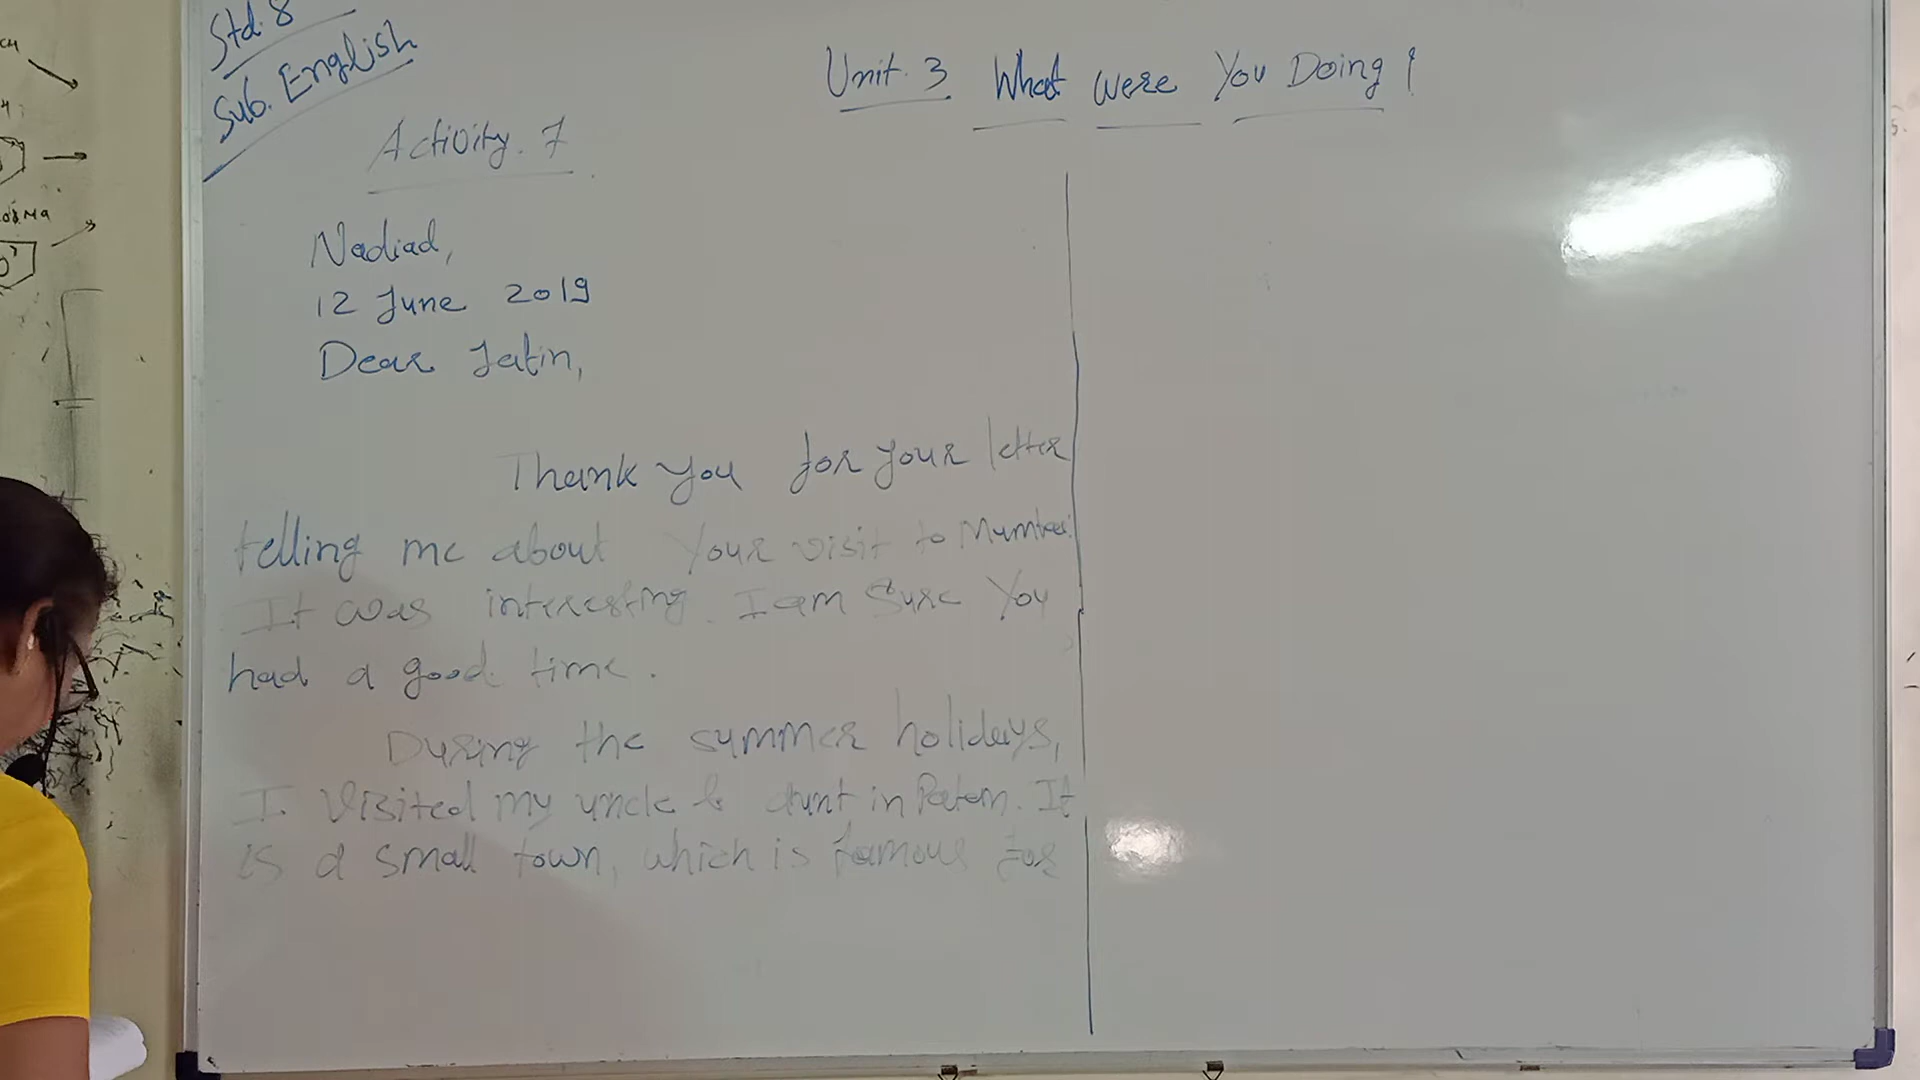 Std. 8
Sub. English
Unit. 3 What Were You Doing ?
Activity. 7
Nadiad,
12 June 2019
Dear Jatin,
Thank you for your letter
telling me about your visit to Mumbai.
It was interesting. I am Sure You
had a good time.
During the summer holidays,
I visited my uncle & Aunt in Patan. It
is a small town, which is famous for